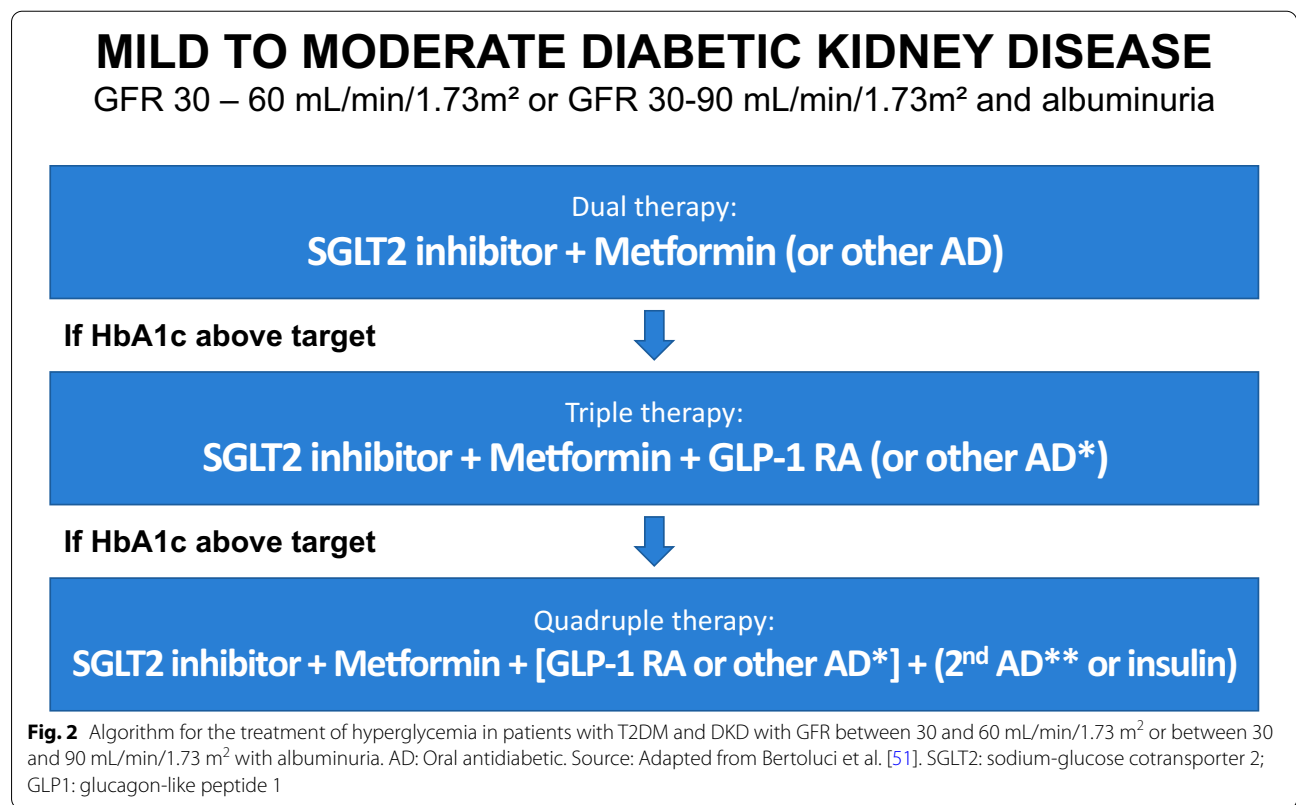 MILD TO MODERATE DIABETIC KIDNEY DISEASE
GFR 30 – 60 mL/min/1.73m² or GFR 30-90 mL/min/1.73m² and albuminuria
Dual therapy:
SGLT2 inhibitor + Metformin (or other AD)
If HbA1c above target
Triple therapy:
SGLT2 inhibitor + Metformin + GLP-1 RA (or other AD*)
If HbA1c above target
Quadruple therapy:
SGLT2 inhibitor + Metformin + [GLP-1 RA or other AD*] + (2nd AD** or insulin)
Fig. 2 Algorithm for the treatment of hyperglycemia in patients with T2DM and DKD with GFR between 30 and 60 mL/min/1.73 m² or between 30
and 90 mL/min/1.73 m² with albuminuria. AD: Oral antidiabetic. Source: Adapted from Bertoluci et al. [51]. SGLT2: sodium-glucose cotransporter 2;
GLP1: glucagon-like peptide 1